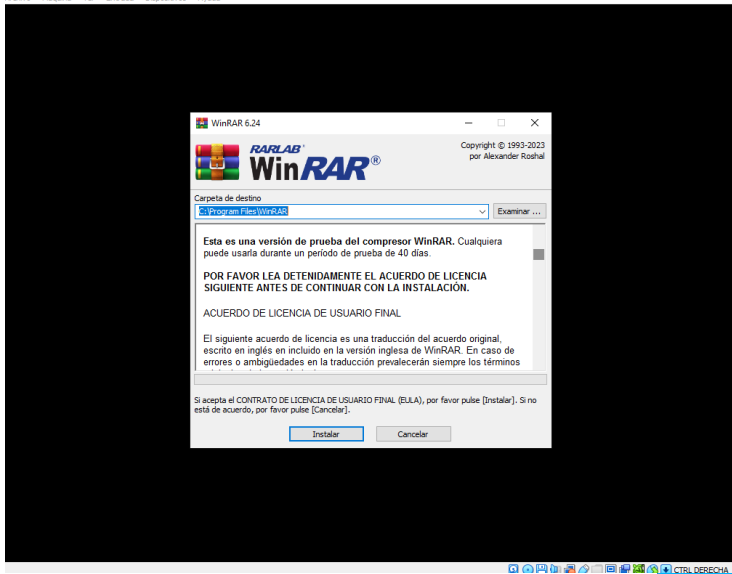 WinRAR 6.24
RARLAB®
WinRAR®
Copyright © 1993-2023
por Alexander Roshal
Carpeta de destino
C:\Program Files\WinRAR
Examinar ...
Esta es una versión de prueba del compresor WinRAR. Cualquiera
puede usarla durante un período de prueba de 40 días.
POR FAVOR LEA DETENIDAMENTE EL ACUERDO DE LICENCIA
SIGUIENTE ANTES DE CONTINUAR CON LA INSTALACIÓN.
ACUERDO DE LICENCIA DE USUARIO FINAL
El siguiente acuerdo de licencia es una traducción del acuerdo original,
escrito en inglés en incluido en la versión inglesa de WinRAR. En caso de
errores o ambigüedades en la traducción prevalecerán siempre los términos
Si acepta el CONTRATO DE LICENCIA DE USUARIO FINAL (EULA), por favor pulse [Instalar]. Si no
está de acuerdo, por favor pulse [Cancelar].
Instalar
Cancelar
CTRL DERECHA